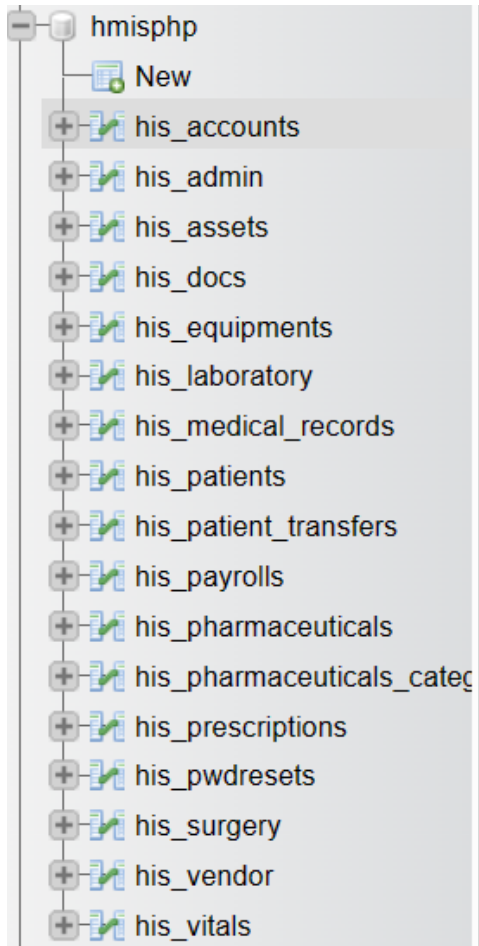 hmisphp
New
his_accounts
his_admin
his_assets
his_docs
his_equipments
his_laboratory
his_medical_records
his_patients
his_patient_transfers
his_payrolls
his_pharmaceuticals
his_pharmaceuticals_categ
his_prescriptions
his_pwdresets
his_surgery
his_vendor
his_vitals